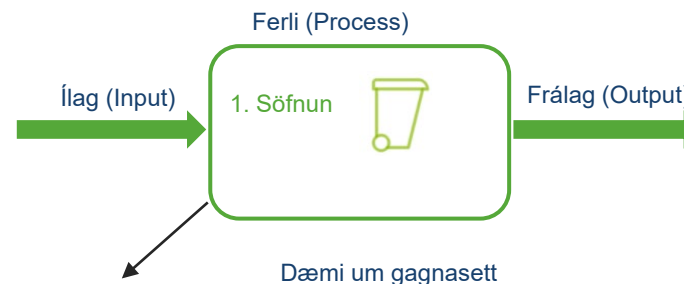 Ferli (Process)
Ílag (Input)
1. Söfnun
Frálag (Output
Dæmi um gagnasett